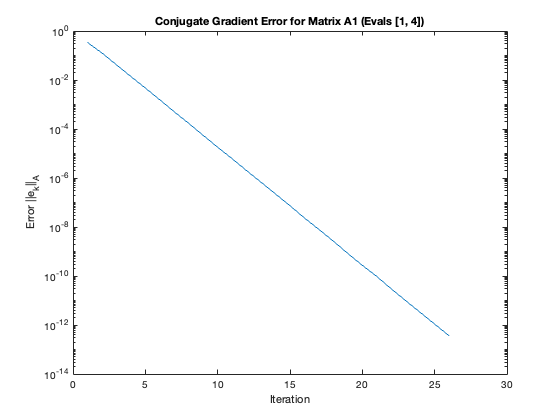 Conjugate Gradient Error for Matrix A1 (Evals [1, 4])
10^0
10^-2
10^-4
10^-6
10^-8
10^-10
10^-12
10^-14
Error ||e_k||_A
0 5 10 15 20 25 30
Iteration